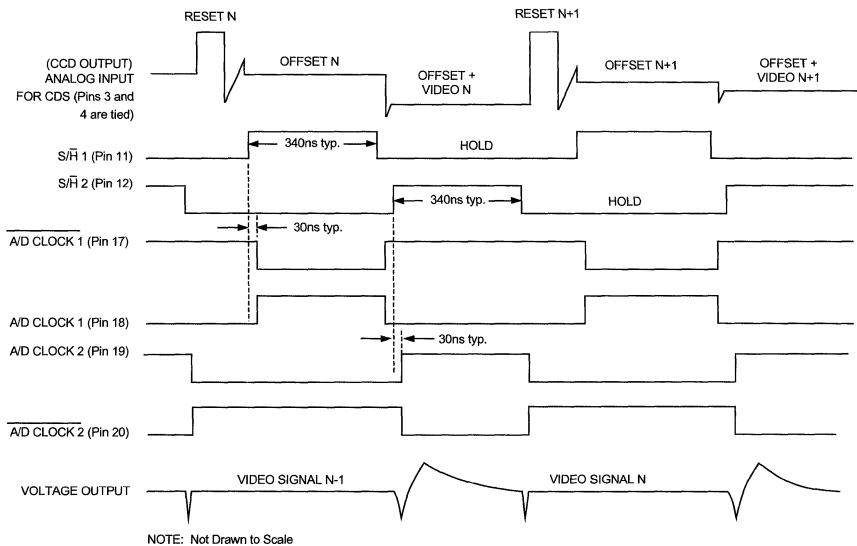 RESET N
RESET N+1
(CCD OUTPUT)
ANALOG INPUT
FOR CDS (Pins 3 and
4 are tied)
OFFSET N
OFFSET +
VIDEO N
OFFSET N+1
OFFSET +
VIDEO N+1
S/H̅ 1 (Pin 11)
340ns typ.
HOLD
S/H̅ 2 (Pin 12)
340ns typ.
HOLD
30ns typ.
A/D CLOCK 1 (Pin 17)
A/D CLOCK 1 (Pin 18)
30ns typ.
A/D CLOCK 2 (Pin 19)
A/D CLOCK 2 (Pin 20)
VOLTAGE OUTPUT
VIDEO SIGNAL N-1
VIDEO SIGNAL N
NOTE: Not Drawn to Scale